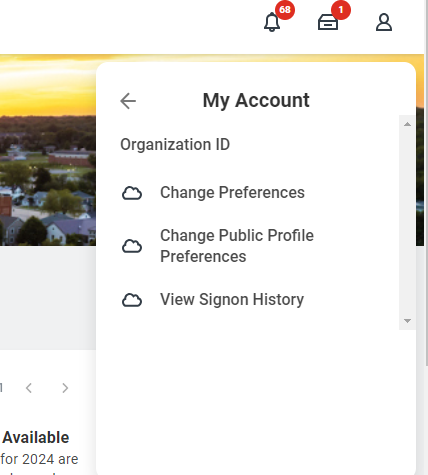 68
1
My Account
Organization ID
Change Preferences
Change Public Profile
Preferences
View Signon History
Available
for 2024 are